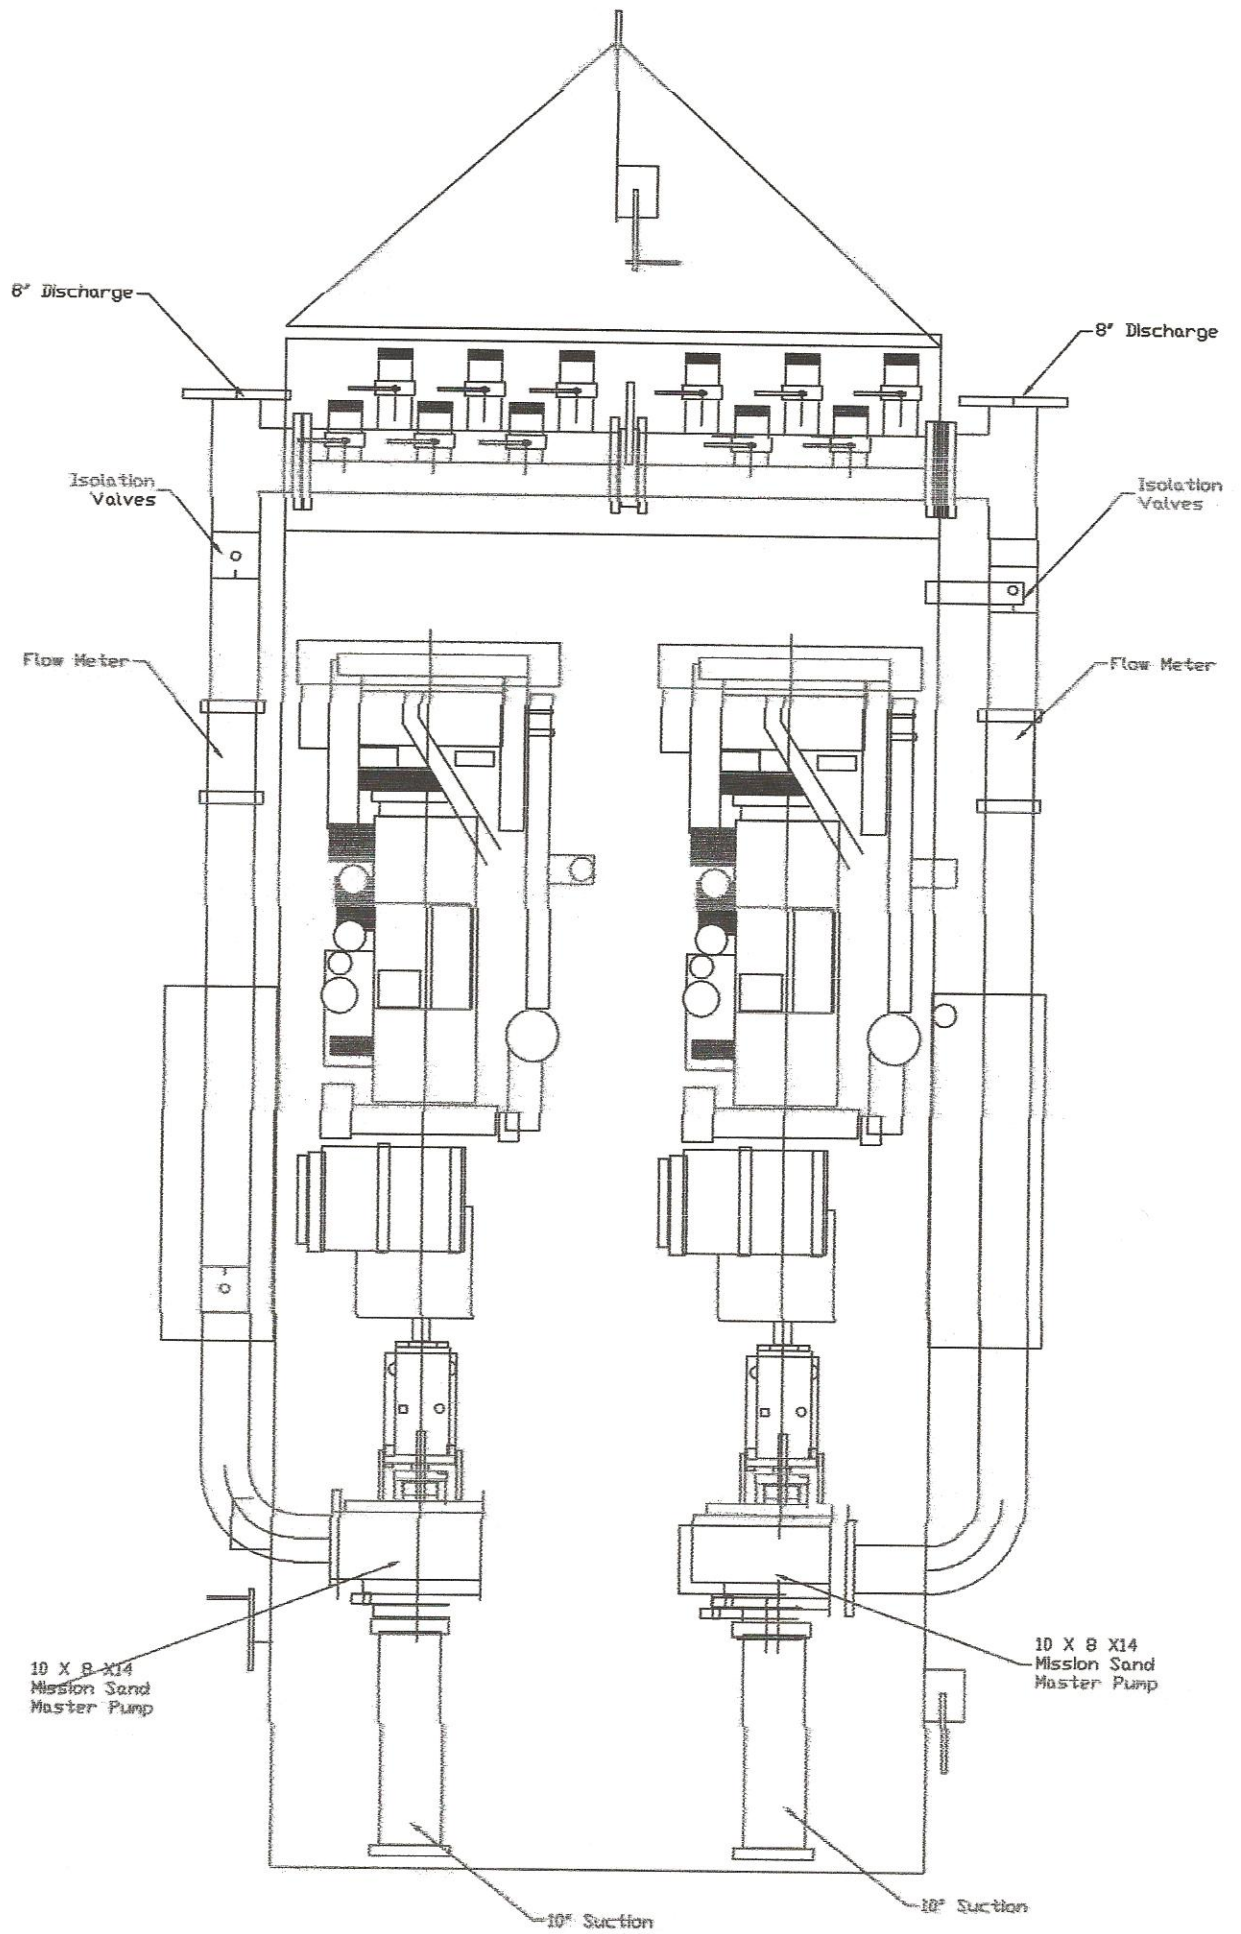 8" Discharge
8" Discharge
Isolation
Valves
Isolation
Valves
Flow Meter
Flow Meter
10 X 8 X14
Mission Sand
Master Pump
10 X 8 X14
Mission Sand
Master Pump
10" Suction
10" Suction